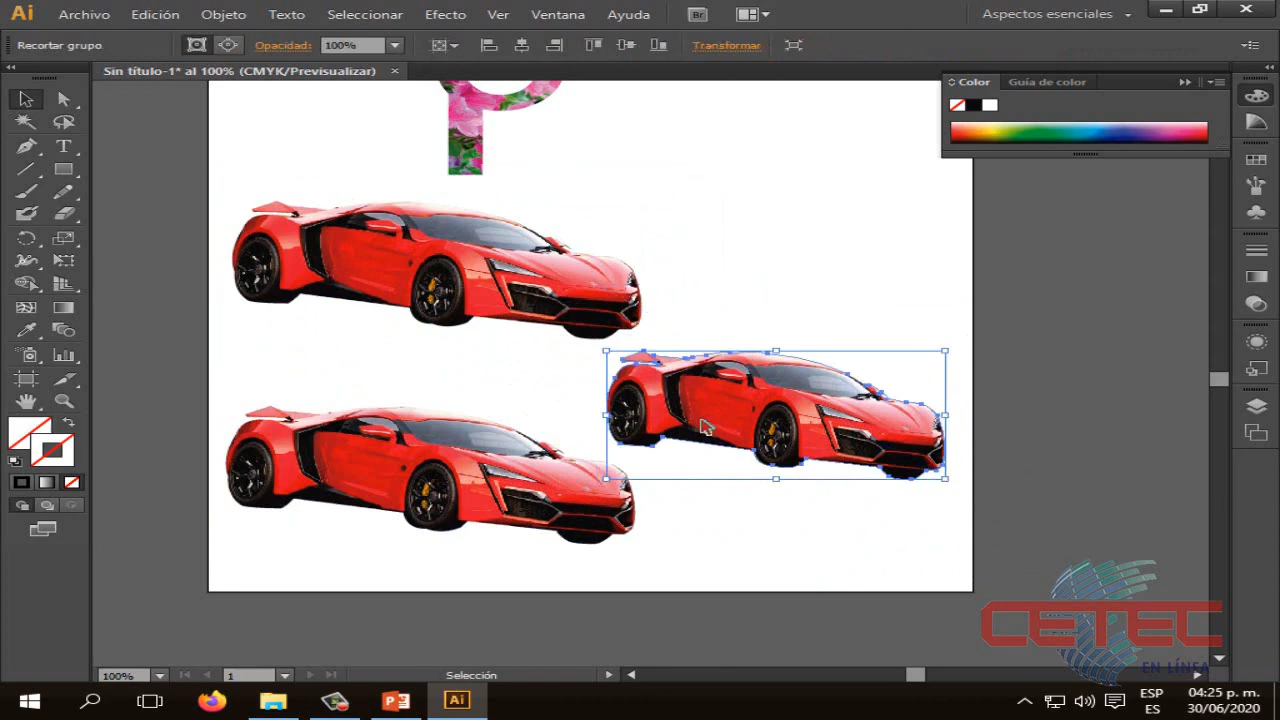 Ai Archivo Edición Objeto Texto Seleccionar Efecto Ver Ventana Ayuda Br Aspectos esenciales
Recortar grupo Opacidad: 100% Transformar
Sin título-1* al 100% (CMYK/Previsualizar)
Color Guía de color
CETEC
EN LÍNEA
100% 1 Selección
Ai
ESP 04:25 p. m.
ES 30/06/2020